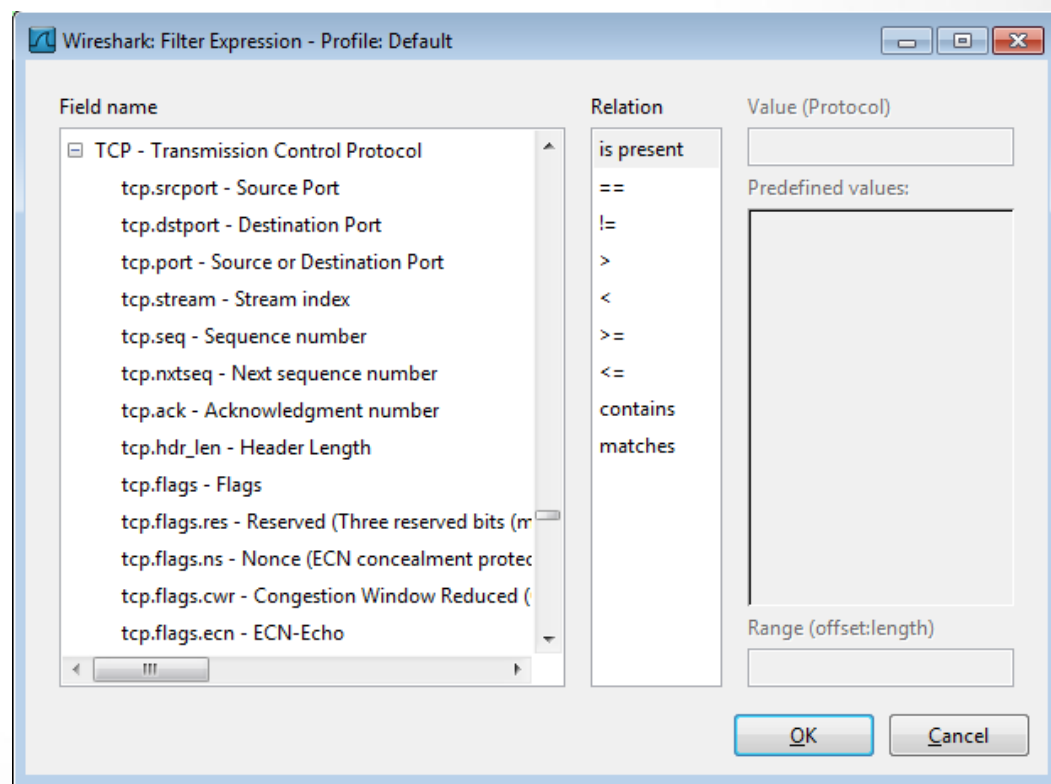 Wireshark: Filter Expression - Profile: Default
Field name
Relation
Value (Protocol)
TCP - Transmission Control Protocol
tcp.srcport - Source Port
tcp.dstport - Destination Port
tcp.port - Source or Destination Port
tcp.stream - Stream index
tcp.seq - Sequence number
tcp.nxtseq - Next sequence number
tcp.ack - Acknowledgment number
tcp.hdr_len - Header Length
tcp.flags - Flags
tcp.flags.res - Reserved (Three reserved bits (m
tcp.flags.ns - Nonce (ECN concealment protec
tcp.flags.cwr - Congestion Window Reduced (
tcp.flags.ecn - ECN-Echo
is present
==
!=
>
<
>=
<=
contains
matches
Predefined values:
Range (offset:length)
OK
Cancel